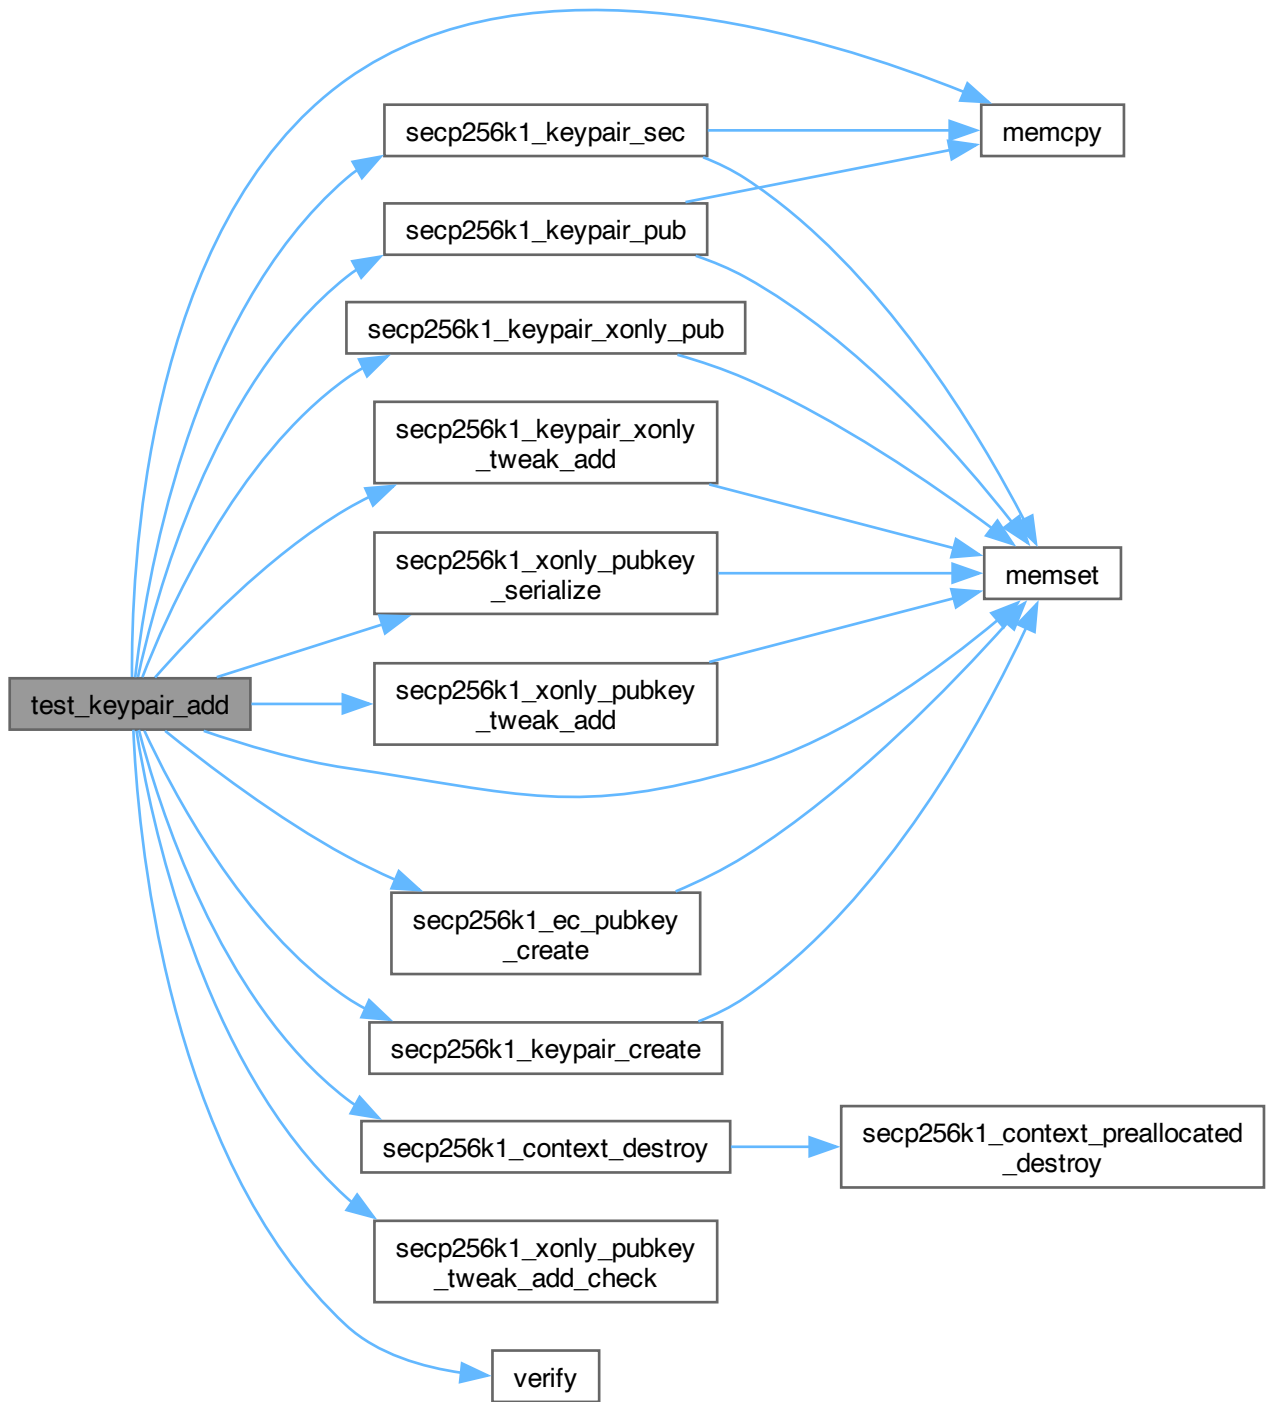 memcpy
secp256k1_keypair_sec
secp256k1_keypair_pub
secp256k1_keypair_xonly_pub
secp256k1_keypair_xonly
_tweak_add
secp256k1_xonly_pubkey
_serialize
memset
test_keypair_add
secp256k1_xonly_pubkey
_tweak_add
secp256k1_ec_pubkey
_create
secp256k1_keypair_create
secp256k1_context_destroy
secp256k1_context_preallocated
_destroy
secp256k1_xonly_pubkey
_tweak_add_check
verify